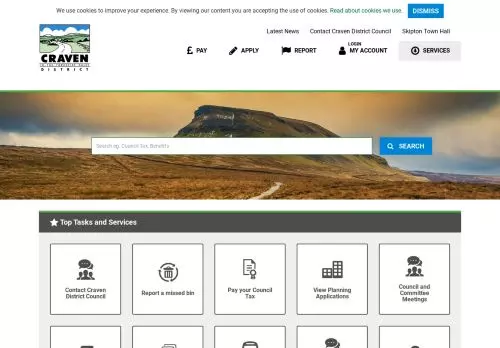 We use cookies to improve your experience. By viewing our content you are accepting the use of cookies. Read about cookies we use. DISMISS
Latest News Contact Craven District Council Skipton Town Hall
CRAVEN
DISTRICT
PAY
APPLY
REPORT
LOGIN
MY ACCOUNT
SERVICES
Search eg. Council Tax, Benefits
SEARCH
Top Tasks and Services
Contact Craven
District Council
Report a missed bin
Pay your Council
Tax
View Planning
Applications
Council and
Committee
Meetings